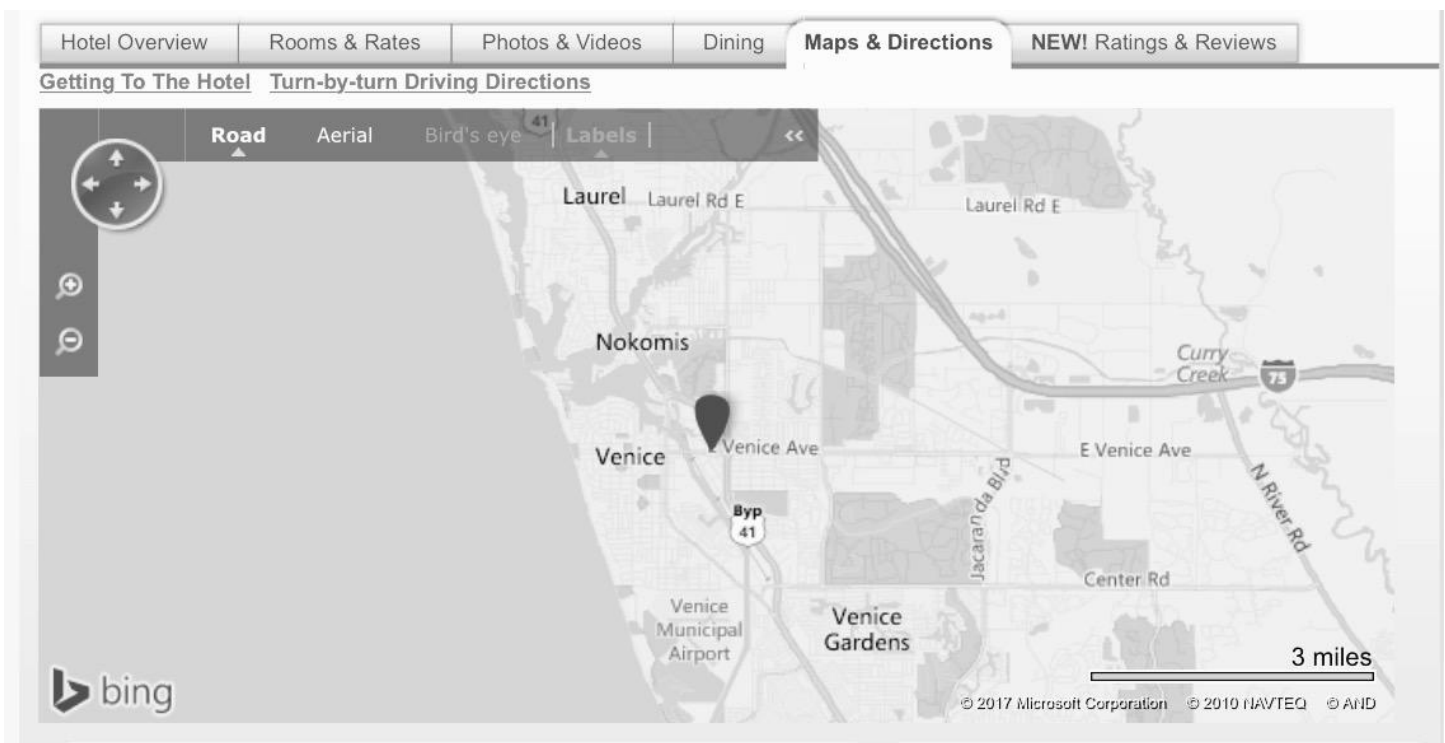 Hotel Overview Rooms & Rates Photos & Videos Dining Maps & Directions NEW! Ratings & Reviews
Getting To The Hotel Turn-by-turn Driving Directions
Road Aerial Bird's eye Labels <<
41
Laurel Laurel Rd E
Laurel Rd E
Nokomis
Curry
Creek
75
Venice
E Venice Ave
E Venice Ave
Jacaranda Blvd
N River Rd
Byp
41
Center Rd
Venice
Municipal
Airport
Venice
Gardens
3 miles
bing
© 2017 Microsoft Corporation © 2010 NAVTEQ © AND